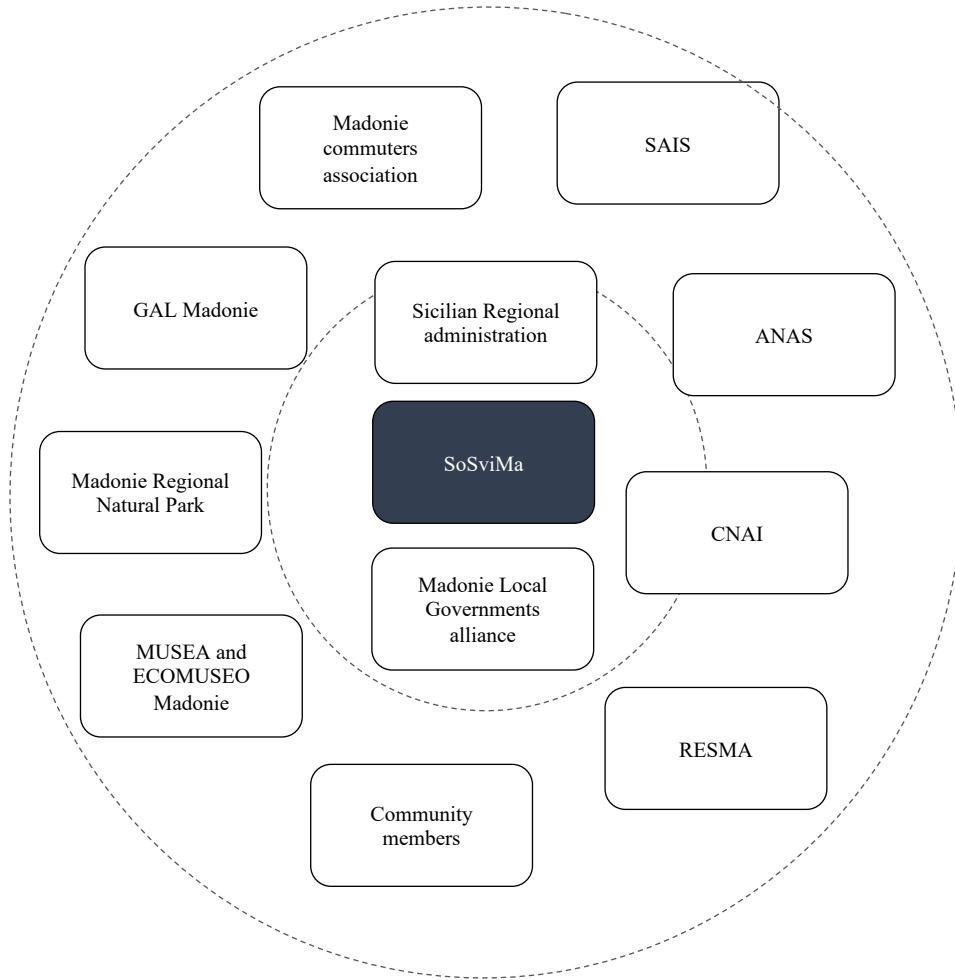 Madonie
commuters
association
SAIS
GAL Madonie
Sicilian Regional
administration
ANAS
SoSviMa
Madonie Regional
Natural Park
CNAI
Madonie Local
Governments
alliance
MUSEA and
ECOMUSEO
Madonie
RESMA
Community
members